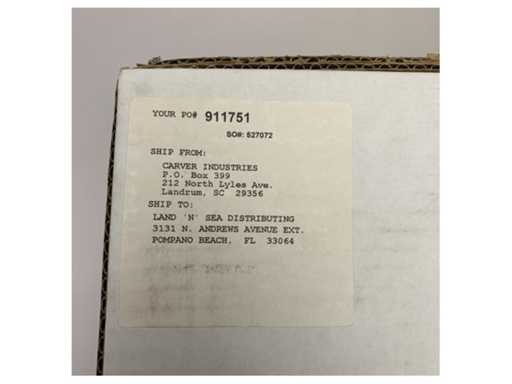 YOUR PO# 911751
SO#: 527072
SHIP FROM:
CARVER INDUSTRIES
P.O. Box 399
212 North Lyles Ave.
Landrum, SC 29356
SHIP TO:
LAND 'N' SEA DISTRIBUTING
3131 N. ANDREWS AVENUE EXT.
POMPANO BEACH, FL 33064